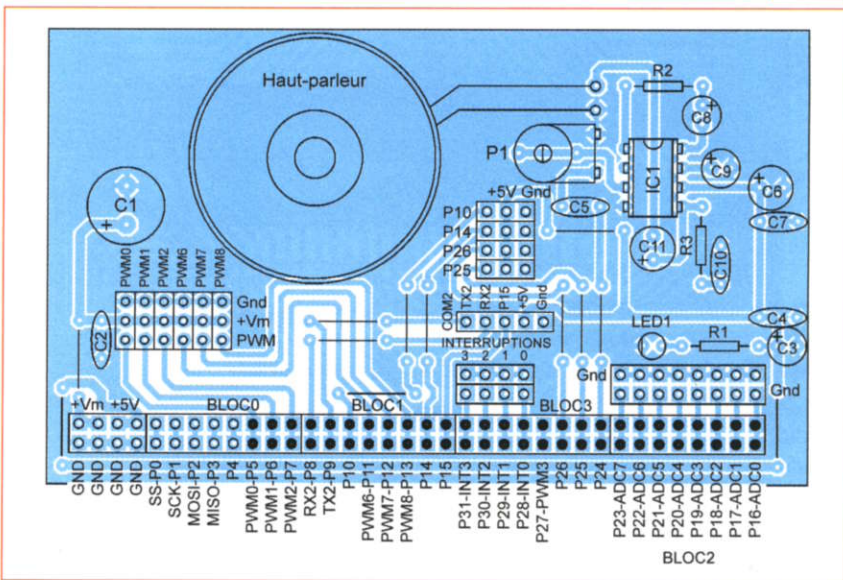 Haut-parleur
R2
C8
P1
IC1
C9
C6
+5V Gnd
C5
C7
C1
P10
P14
P26
P25
C11
R3
C10
PWM0
PWM1
PWM2
PWM6
PWM7
PWM8
Gnd
+Vm
PWM
COM2
TX2
RX2
P15
+5V
Gnd
C4
LED1
R1
C3
C2
INTERRUPTIONS
3 2 1 0
Gnd
Gnd
+Vm +5V
BLOC0
BLOC1
BLOC3
GND
GND
GND
GND
SS-P0
SCK-P1
MOSI-P2
MISO-P3
P4
PWM0-P5
PWM1-P6
PWM2-P7
RX2-P8
TX2-P9
P10
PWM6-P11
PWM7-P12
PWM8-P13
P14
P15
P31-INT3
P30-INT2
P29-INT1
P28-INT0
P27-PWM3
P26
P25
P24
P23-ADC7
P22-ADC6
P21-ADC5
P20-ADC4
P19-ADC3
P18-ADC2
P17-ADC1
P16-ADC0
BLOC2